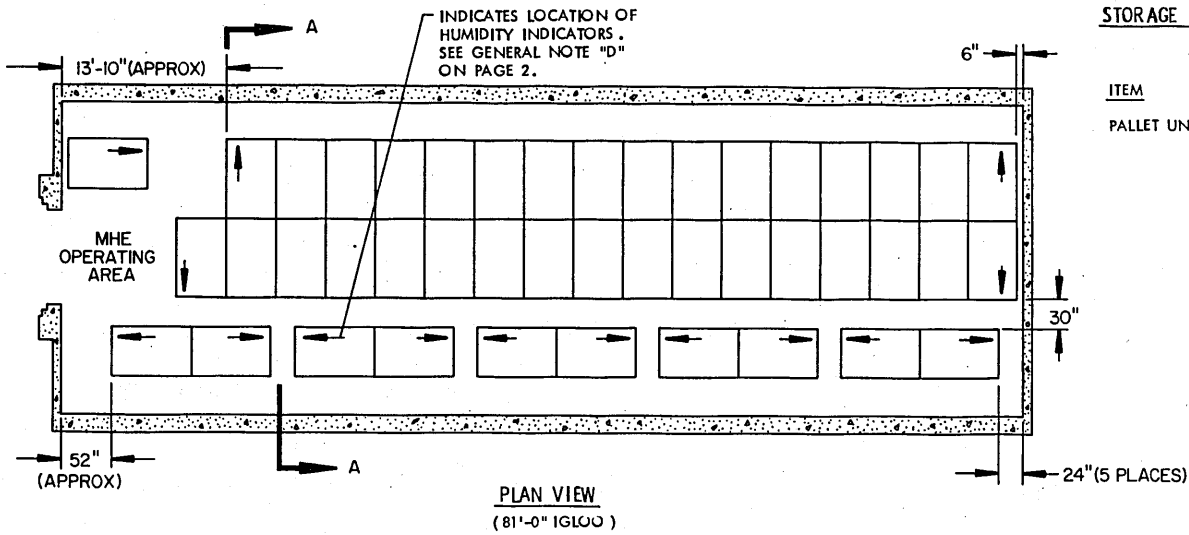 A
INDICATES LOCATION OF
HUMIDITY INDICATORS.
SEE GENERAL NOTE "D"
ON PAGE 2.
STORAGE
6"
13'-10"(APPROX)
ITEM
PALLET UN
MHE
OPERATING
AREA
30"
52"
(APPROX)
A
24"(5 PLACES)
PLAN VIEW
(81'-0" IGLOO)